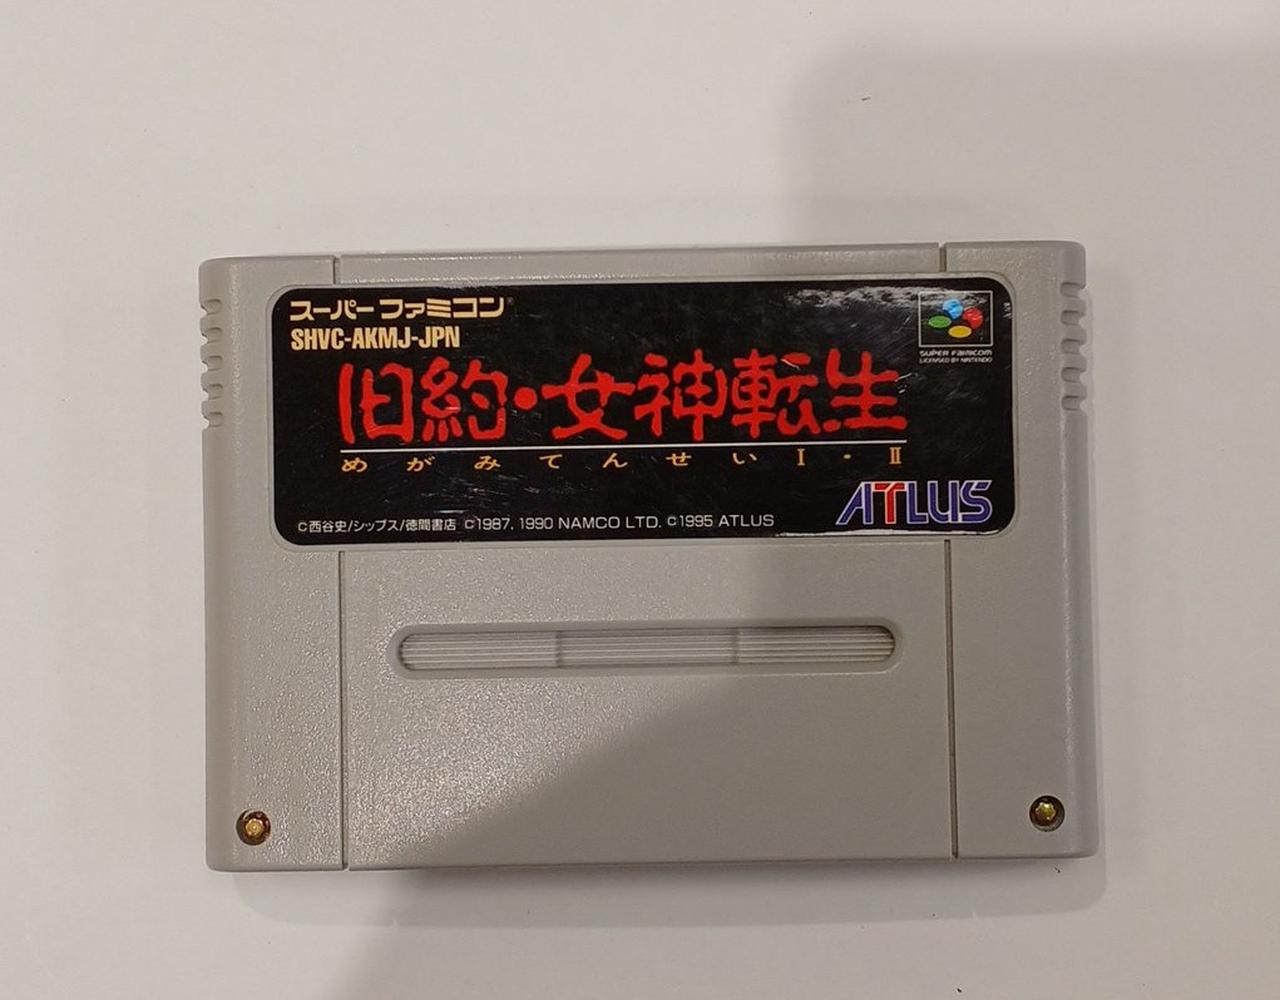 スーパーファミコン®
SHVC-AKMJ-JPN
SUPER FAMICOM
LICENSED BY NINTENDO
旧約・女神転生
めがみてんせいI・II
ATLUS
©西谷史/シップス/徳間書店 ©1987, 1990 NAMCO LTD. ©1995 ATLUS